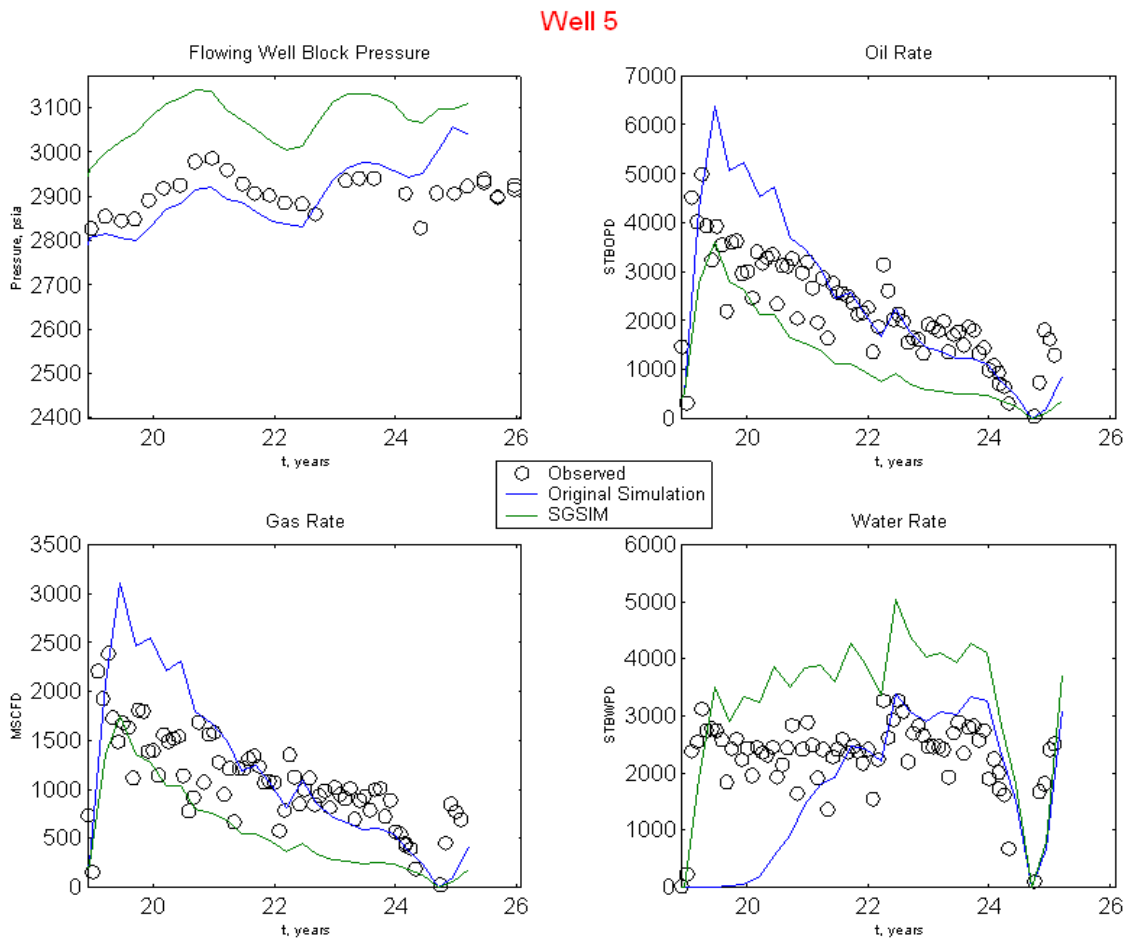 Well 5
Flowing Well Block Pressure
Pressure, psia
3100
3000
2900
2800
2700
2600
2500
2400
20
22
24
26
t, years
Oil Rate
STBOPD
7000
6000
5000
4000
3000
2000
1000
0
20
22
24
26
t, years
Observed
Original Simulation
SGSIM
Gas Rate
MSCFD
3500
3000
2500
2000
1500
1000
500
0
20
22
24
26
t, years
Water Rate
STBWPD
6000
5000
4000
3000
2000
1000
0
20
22
24
26
t, years